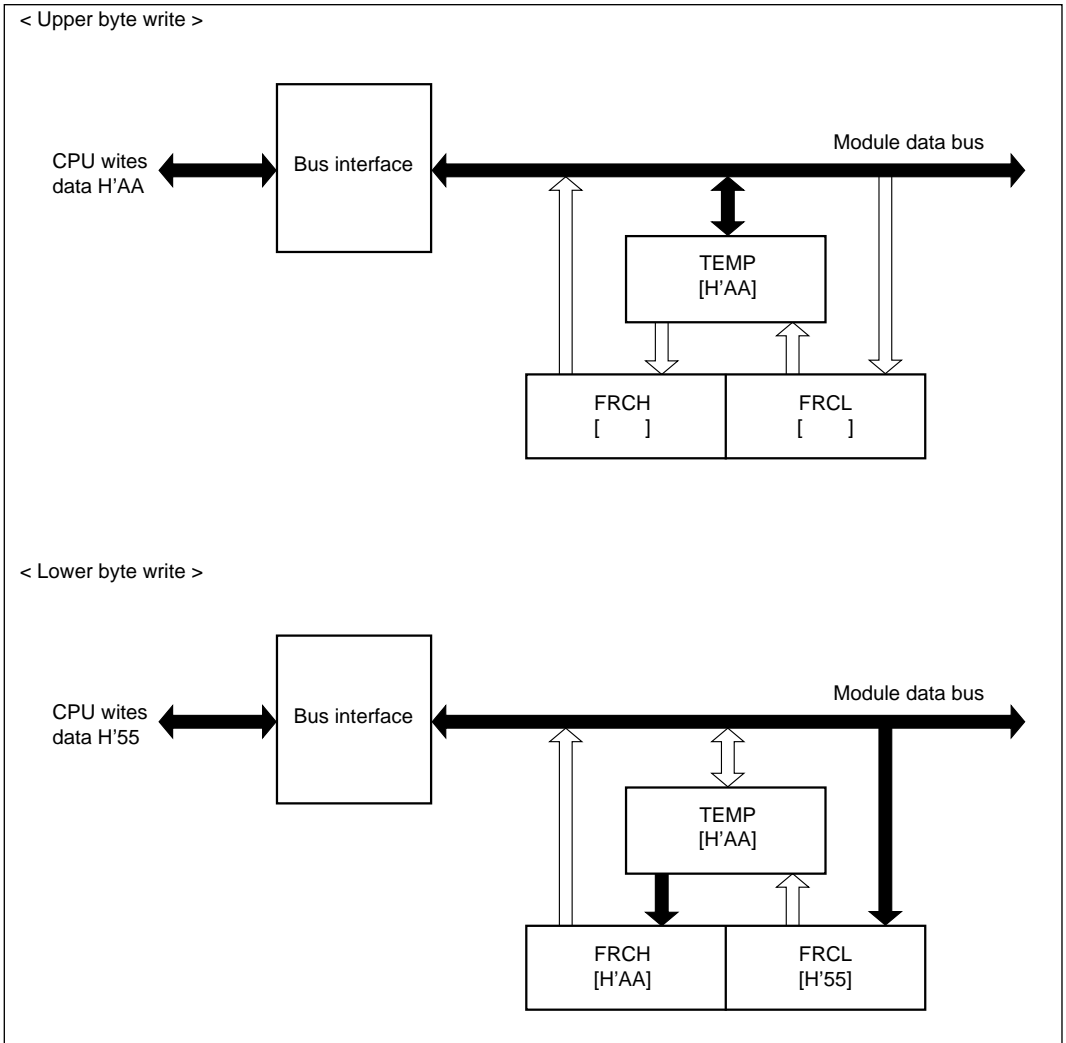 < Upper byte write >
Module data bus
CPU wites
data H'AA
Bus interface
TEMP
[H'AA]
FRCH
[ ]
FRCL
[ ]
< Lower byte write >
Module data bus
CPU wites
data H'55
Bus interface
TEMP
[H'AA]
FRCH
[H'AA]
FRCL
[H'55]